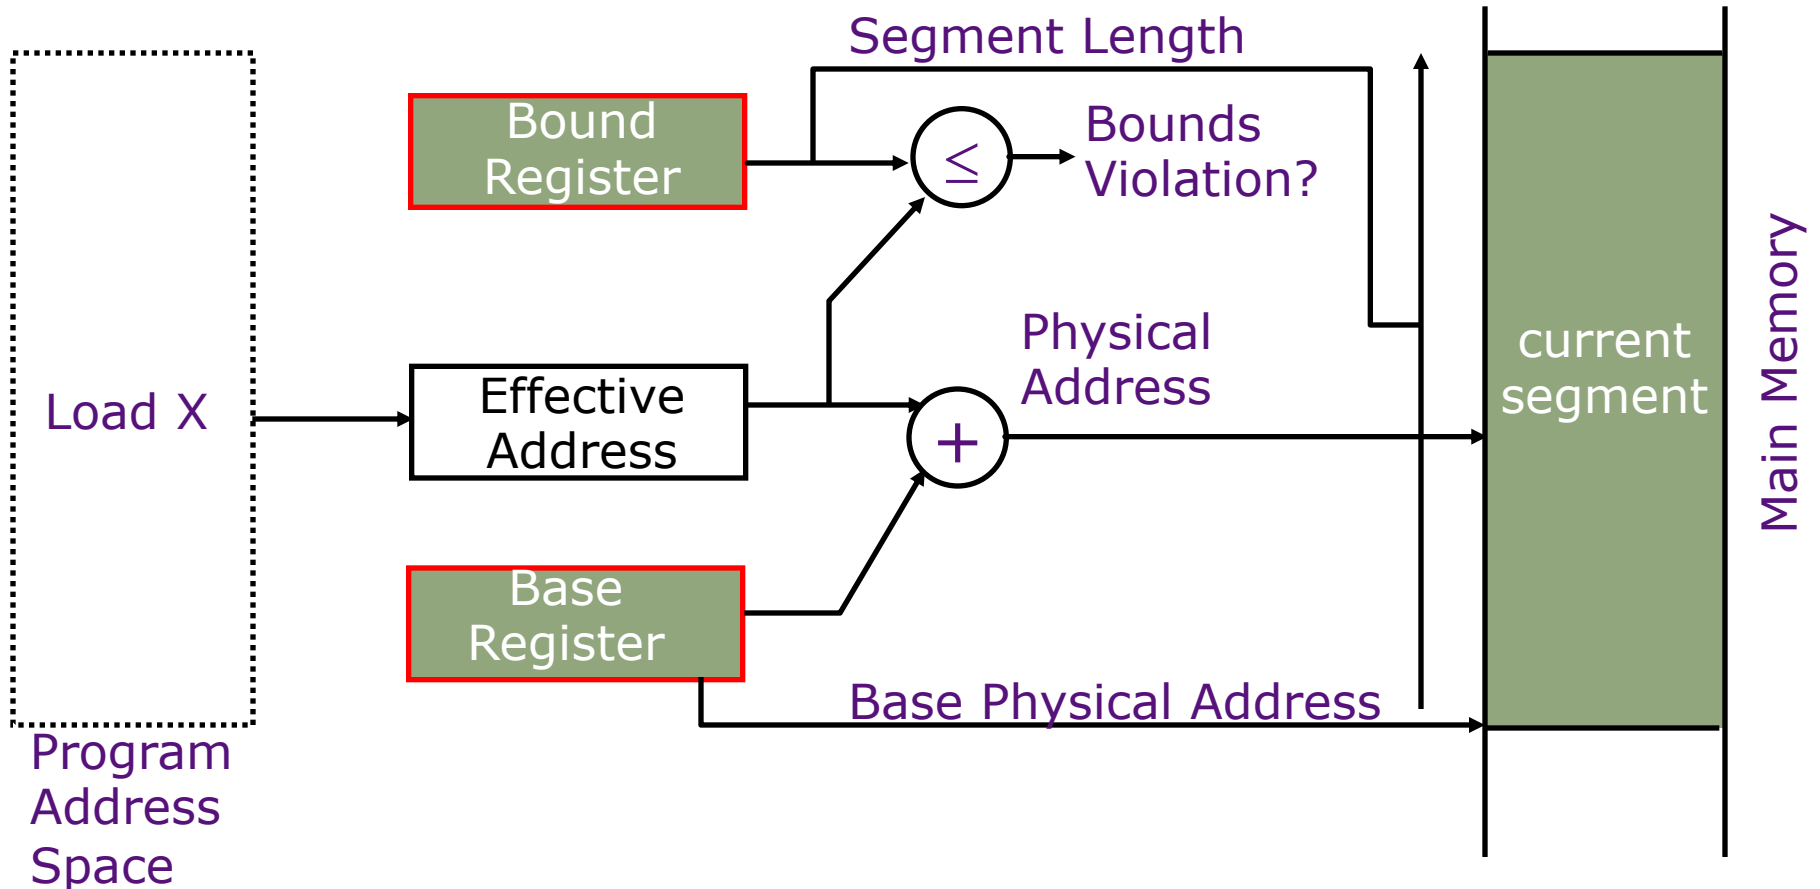 Segment Length
Bound
Register
≤
Bounds
Violation?
Load X
Effective
Address
+
Physical
Address
current
segment
Main Memory
Base
Register
Base Physical Address
Program
Address
Space